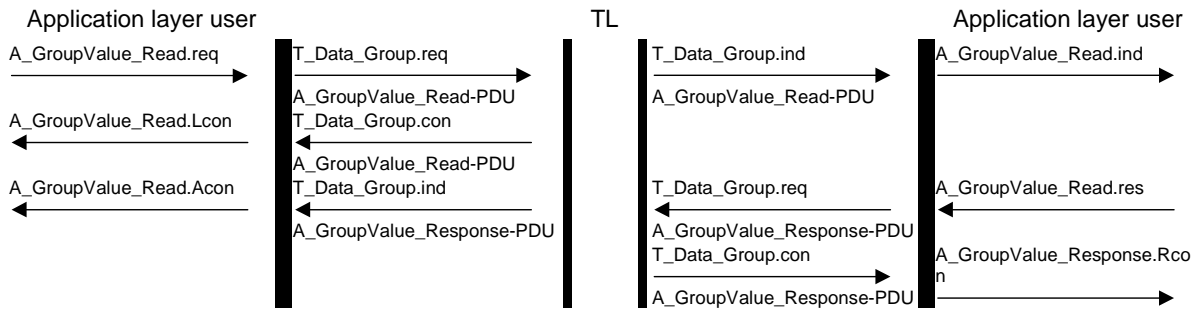 Application layer user TL Application layer user
A_GroupValue_Read.req T_Data_Group.req T_Data_Group.ind A_GroupValue_Read.ind
A_GroupValue_Read-PDU A_GroupValue_Read-PDU
A_GroupValue_Read.Lcon T_Data_Group.con
A_GroupValue_Read-PDU
A_GroupValue_Read.Acon T_Data_Group.ind T_Data_Group.req A_GroupValue_Read.res
A_GroupValue_Response-PDU A_GroupValue_Response-PDU
T_Data_Group.con A_GroupValue_Response.Rco
n
A_GroupValue_Response-PDU